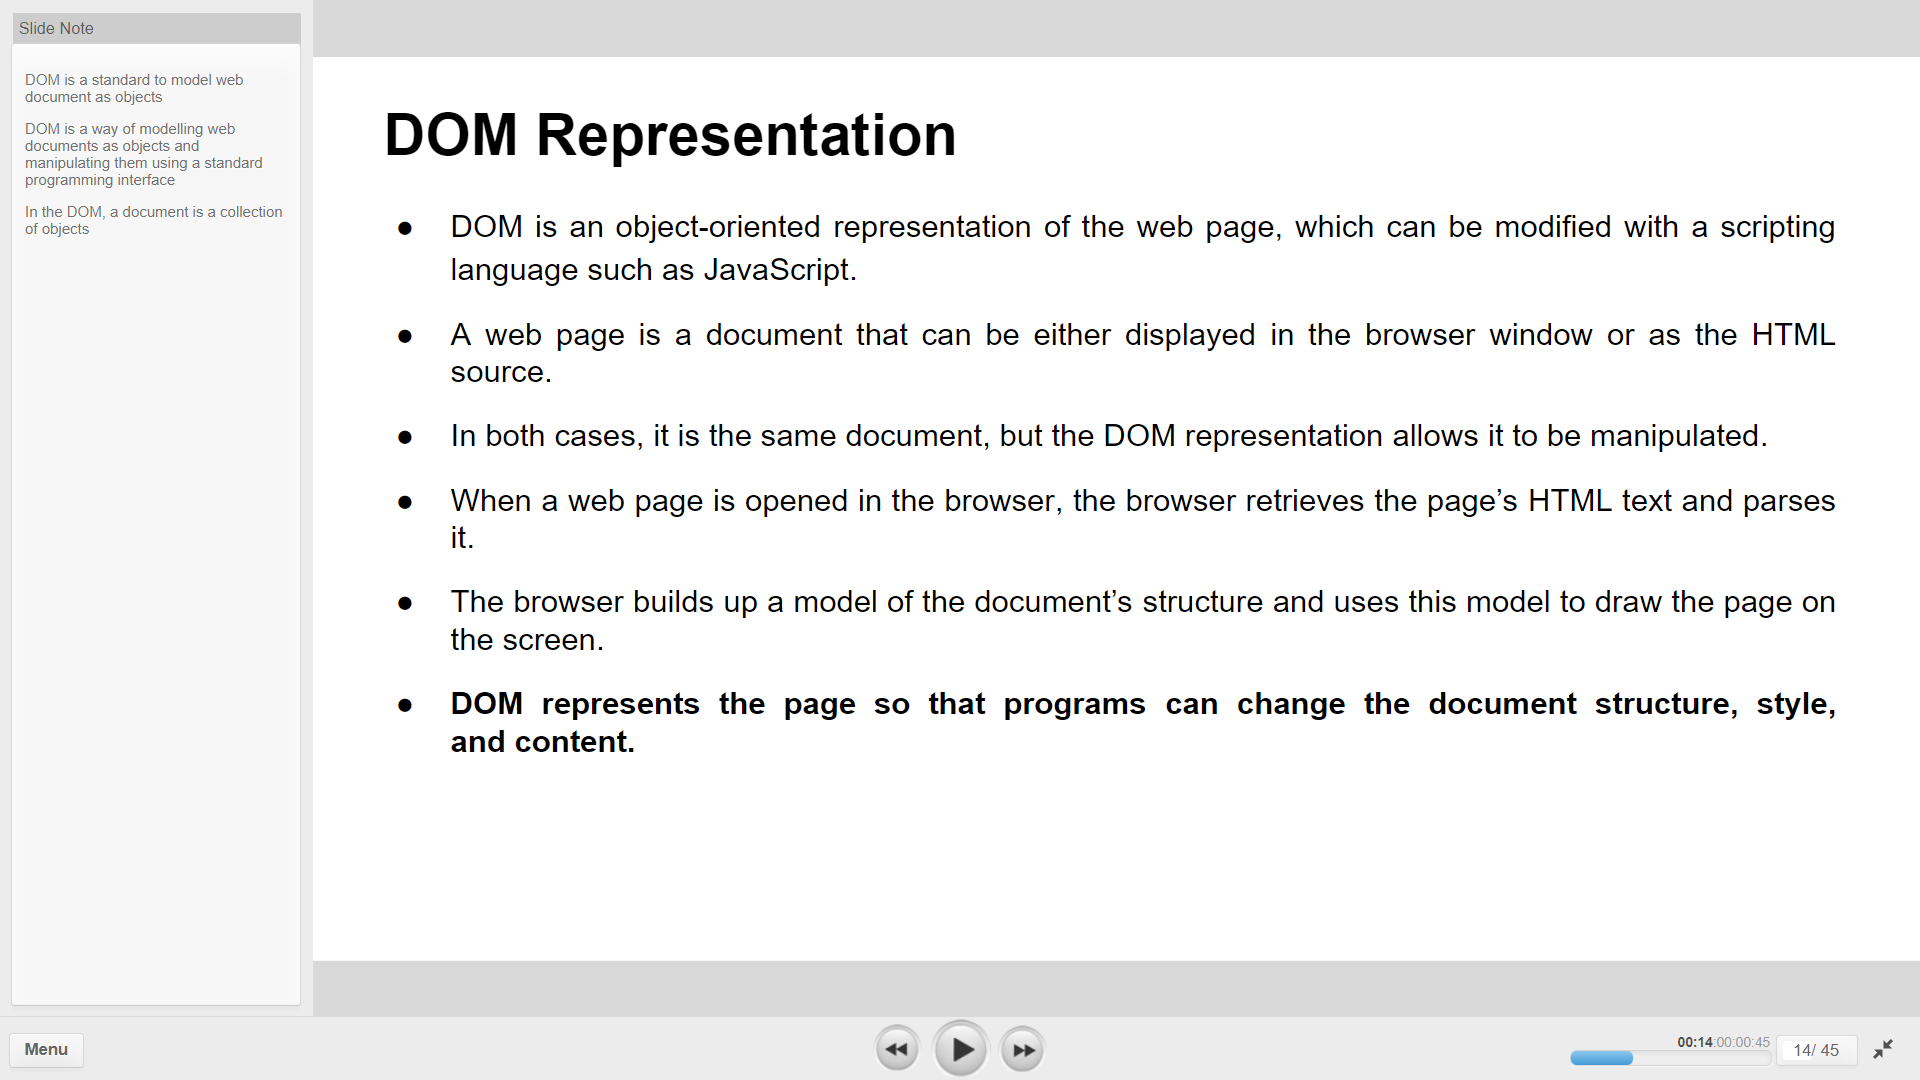 Slide Note
DOM is a standard to model web
document as objects
DOM is a way of modelling web
documents as objects and
manipulating them using a standard
programming interface
In the DOM, a document is a collection
of objects
DOM Representation
● DOM is an object-oriented representation of the web page, which can be modified with a scripting
language such as JavaScript.
● A web page is a document that can be either displayed in the browser window or as the HTML
source.
● In both cases, it is the same document, but the DOM representation allows it to be manipulated.
● When a web page is opened in the browser, the browser retrieves the page’s HTML text and parses
it.
● The browser builds up a model of the document’s structure and uses this model to draw the page on
the screen.
● DOM represents the page so that programs can change the document structure, style,
and content.
Menu
00:14:00:00:45
14/ 45